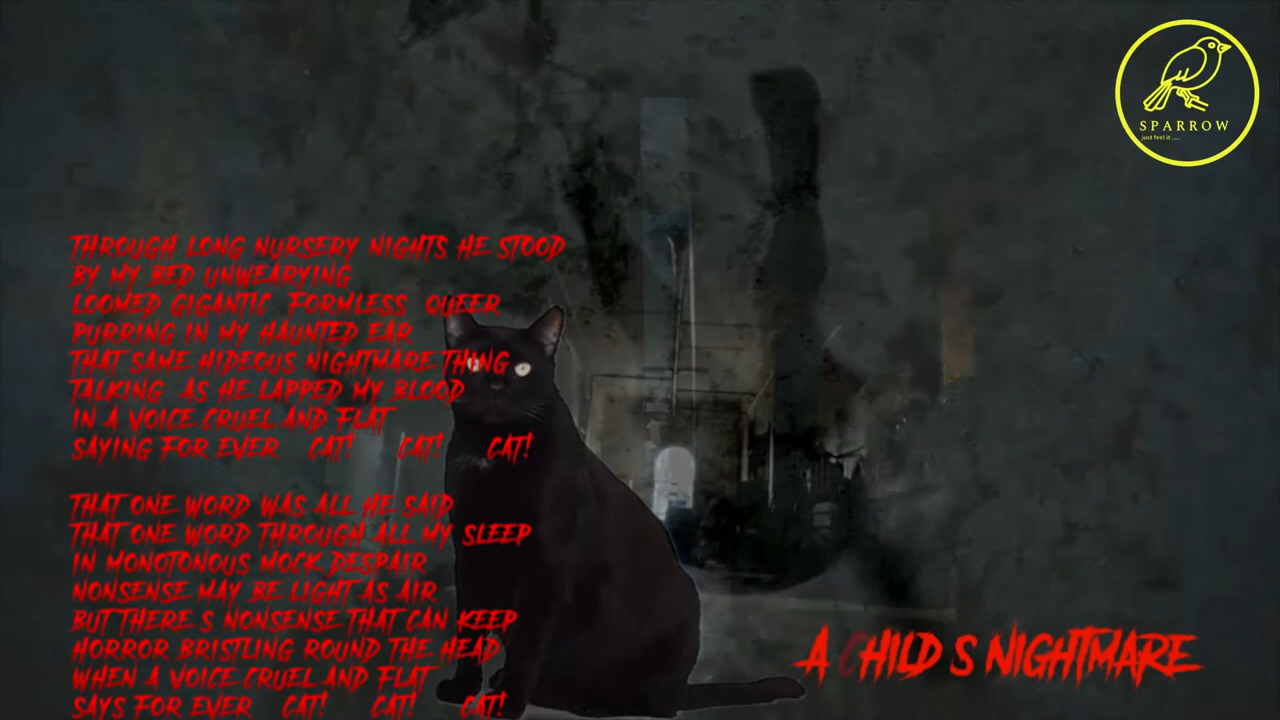 SPARROW
just feel it ....
THROUGH LONG NURSERY NIGHTS HE STOOD
BY MY BED UNWEARYING
LOOMED GIGANTIC FORMLESS QUEER
PURRING IN MY HAUNTED EAR
THAT SAME HIDEOUS NIGHTMARE THING
TALKING AS HE LAPPED MY BLOOD
IN A VOICE CRUEL AND FLAT
SAYING FOR EVER CAT! CAT! CAT!
THAT ONE WORD WAS ALL HE SAID
THAT ONE WORD THROUGH ALL MY SLEEP
IN MONOTONOUS MOCK DESPAIR
NONSENSE MAY BE LIGHT AS AIR
BUT THERE S NONSENSE THAT CAN KEEP
HORROR BRISTLING ROUND THE HEAD
WHEN A VOICE CRUEL AND FLAT
SAYS FOR EVER CAT! CAT! CAT!
A CHILD S NIGHTMARE